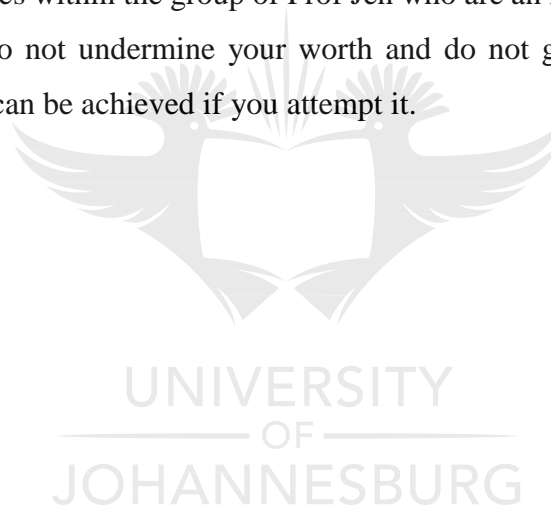 es within the group of Prof Jen who are an
o not undermine your worth and do not g
can be achieved if you attempt it.
UNIVERSITY
OF
JOHANNESBURG